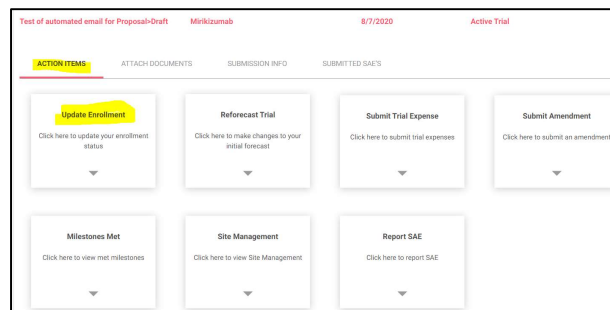 Test of automated email for Proposal>Draft Mirikizumab 8/7/2020 Active Trial
ACTION ITEMS ATTACH DOCUMENTS SUBMISSION INFO SUBMITTED SAE'S
Update Enrollment
Click here to update your enrollment
status
Reforecast Trial
Click here to make changes to your
initial forecast
Submit Trial Expense
Click here to submit trial expenses
Submit Amendment
Click here to submit an amendment
Milestones Met
Click here to view met milestones
Site Management
Click here to view Site Management
Report SAE
Click here to report SAE